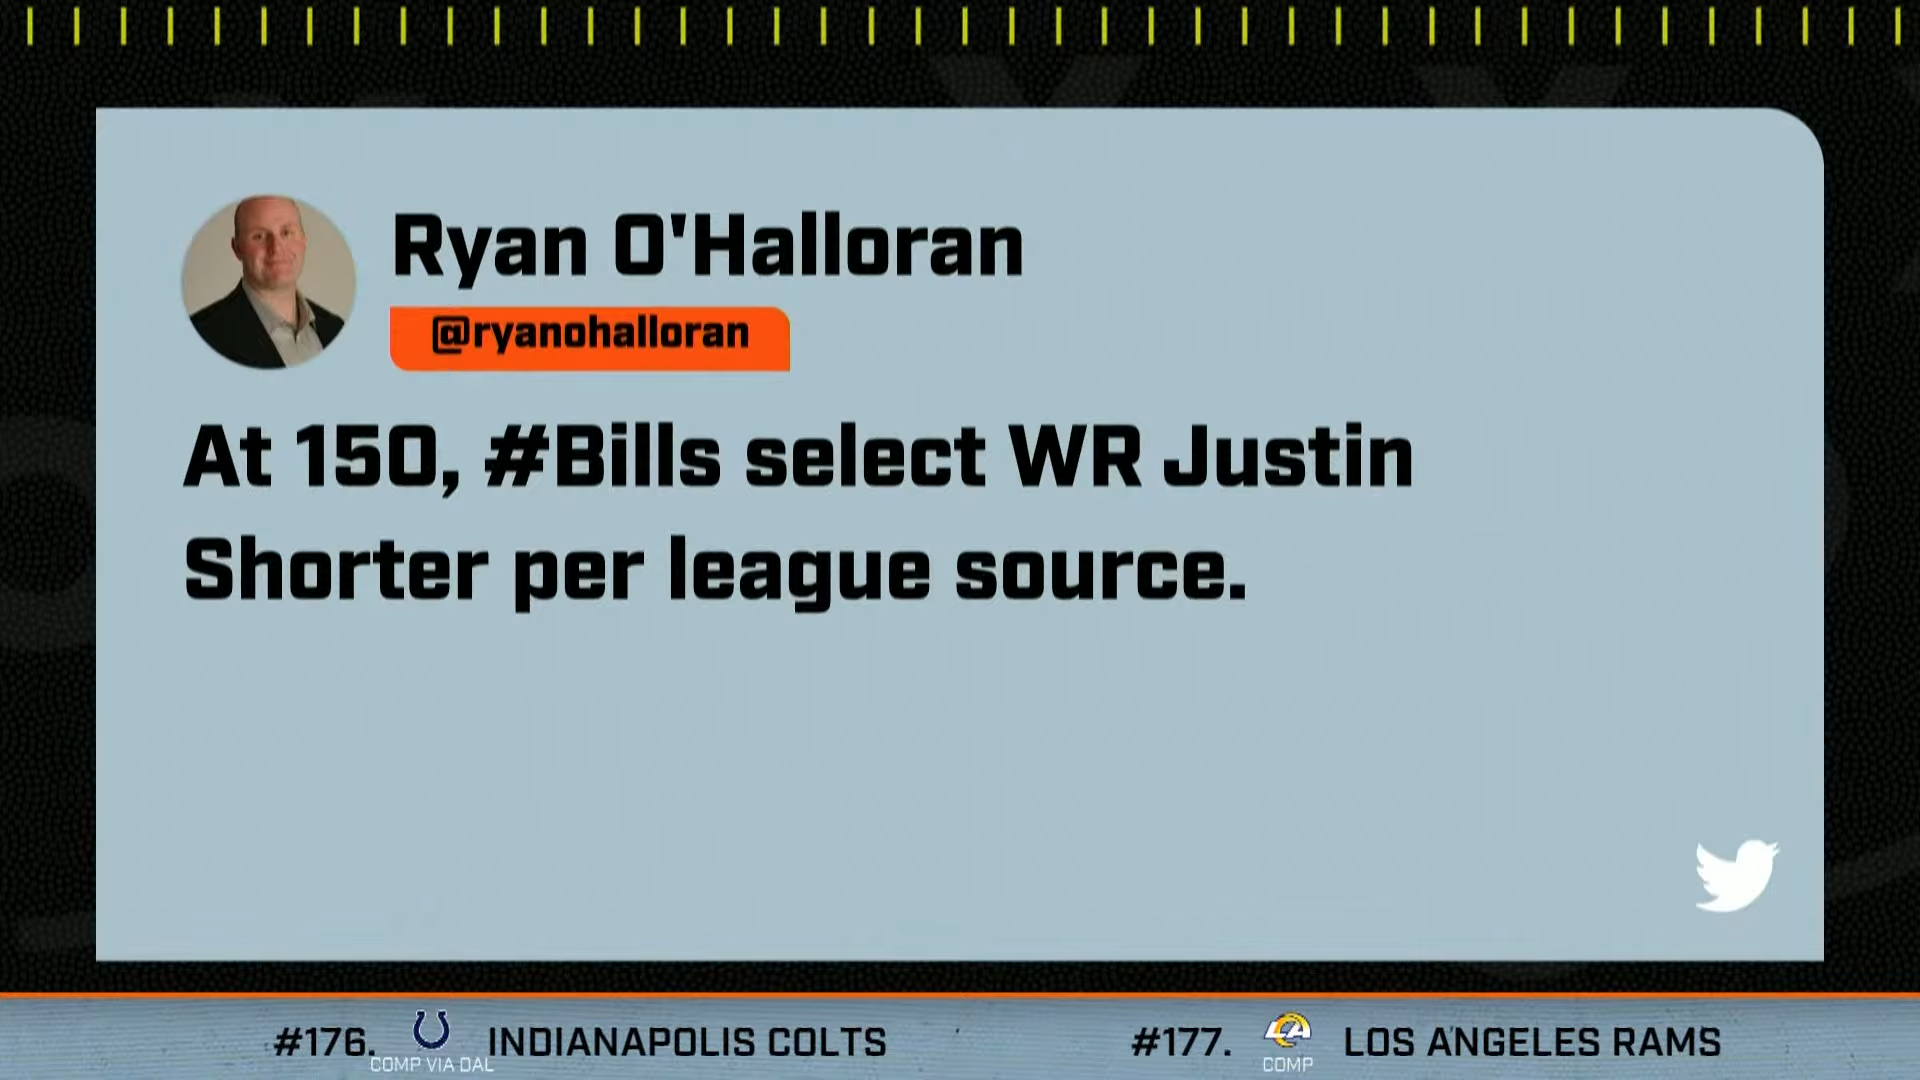 Ryan O'Halloran
@ryanohalloran
At 150, #Bills select WR Justin
Shorter per league source.
#176. INDIANAPOLIS COLTS
COMP VIA DAL
#177. LA LOS ANGELES RAMS
COMP